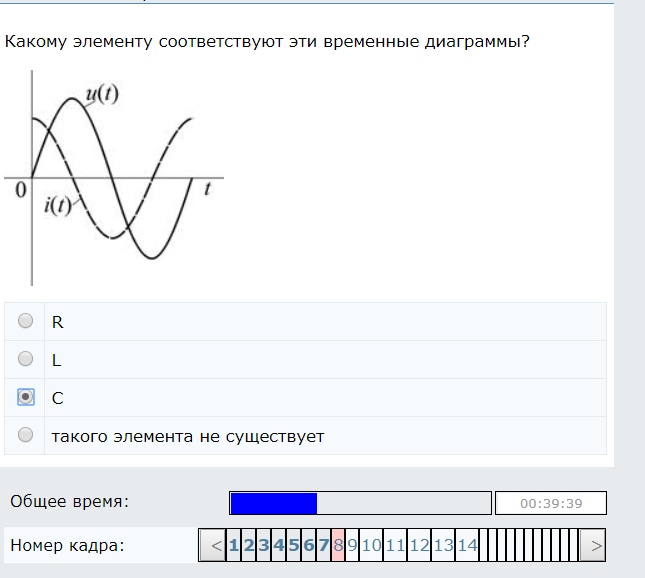 Какому элементу соответствуют эти временные диаграммы?
u(t)
0
i(t)
t
R
L
C
такого элемента не существует
Общее время:
00:39:39
Номер кадра:
< 1 2 3 4 5 6 7 8 9 10 11 12 13 14 >